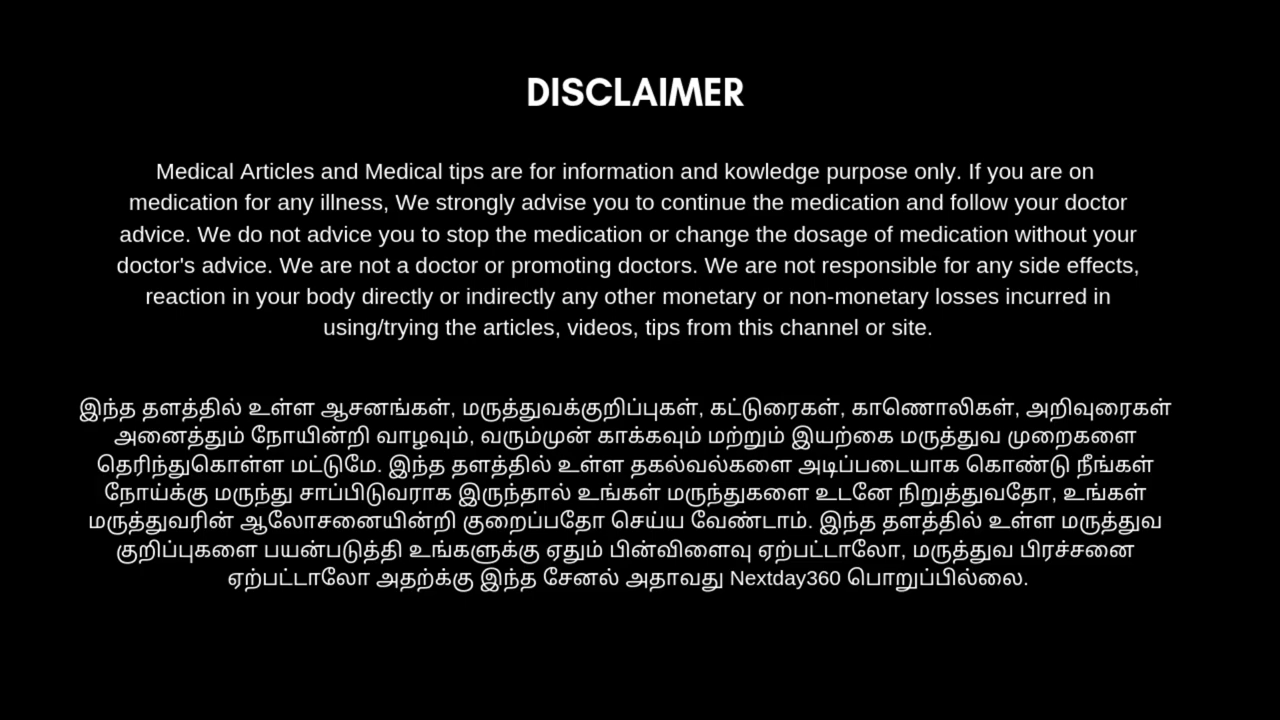 DISCLAIMER
Medical Articles and Medical tips are for information and kowledge purpose only. If you are on
medication for any illness, We strongly advise you to continue the medication and follow your doctor
advice. We do not advice you to stop the medication or change the dosage of medication without your
doctor's advice. We are not a doctor or promoting doctors. We are not responsible for any side effects,
reaction in your body directly or indirectly any other monetary or non-monetary losses incurred in
using/trying the articles, videos, tips from this channel or site.
இந்த தளத்தில் உள்ள ஆசனங்கள், மருத்துவக்குறிப்புகள், கட்டுரைகள், காணொலிகள், அறிவுரைகள்
அனைத்தும் நோயின்றி வாழவும், வரும்முன் காக்கவும் மற்றும் இயற்கை மருத்துவ முறைகளை
தெரிந்துகொள்ள மட்டுமே. இந்த தளத்தில் உள்ள தகல்வல்களை அடிப்படையாக கொண்டு நீங்கள்
நோய்க்கு மருந்து சாப்பிடுவராக இருந்தால் உங்கள் மருந்துகளை உடனே நிறுத்துவதோ, உங்கள்
மருத்துவரின் ஆலோசனையின்றி குறைப்பதோ செய்ய வேண்டாம். இந்த தளத்தில் உள்ள மருத்துவ
குறிப்புகளை பயன்படுத்தி உங்களுக்கு ஏதும் பின்விளைவு ஏற்பட்டாலோ, மருத்துவ பிரச்சனை
ஏற்பட்டாலோ அதற்க்கு இந்த சேனல் அதாவது Nextday360 பொறுப்பில்லை.